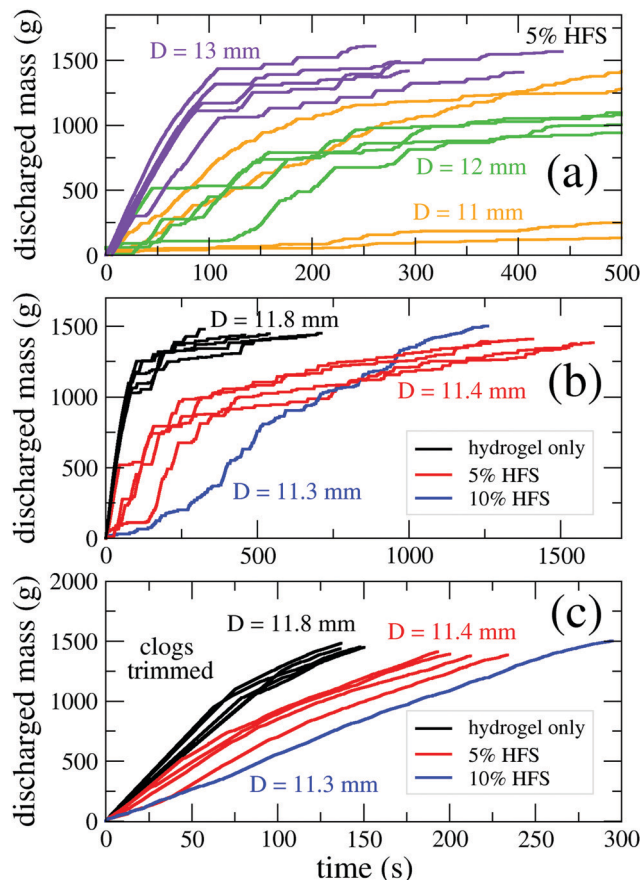 5% HFS
D = 13 mm
D = 12 mm
D = 11 mm
(a)
discharged mass (g)
0
500
1000
1500
0
100
200
300
400
500
D = 11.8 mm
D = 11.4 mm
D = 11.3 mm
(b)
hydrogel only
5% HFS
10% HFS
discharged mass (g)
0
500
1000
1500
0
500
1000
1500
clogs
trimmed
D = 11.8 mm
D = 11.4 mm
D = 11.3 mm
(c)
hydrogel only
5% HFS
10% HFS
discharged mass (g)
0
500
1000
1500
2000
0
50
100
150
200
250
300
time (s)